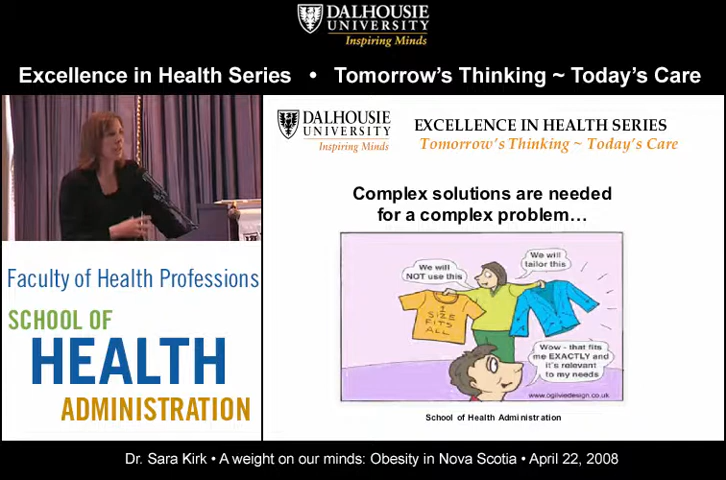 DALHOUSIE
UNIVERSITY
Inspiring Minds
Excellence in Health Series • Tomorrow's Thinking ~ Today's Care
DALHOUSIE
UNIVERSITY
Inspiring Minds
EXCELLENCE IN HEALTH SERIES
Tomorrow's Thinking ~ Today's Care
Complex solutions are needed
for a complex problem...
We will
NOT use this
We will
tailor this
1
SIZE
FITS
ALL
Wow - that fits
me EXACTLY and
it's relevant
to my needs
www.ogilviedesign.co.uk
School of Health Administration
Faculty of Health Professions
SCHOOL OF
HEALTH
ADMINISTRATION
Dr. Sara Kirk • A weight on our minds: Obesity in Nova Scotia • April 22, 2008